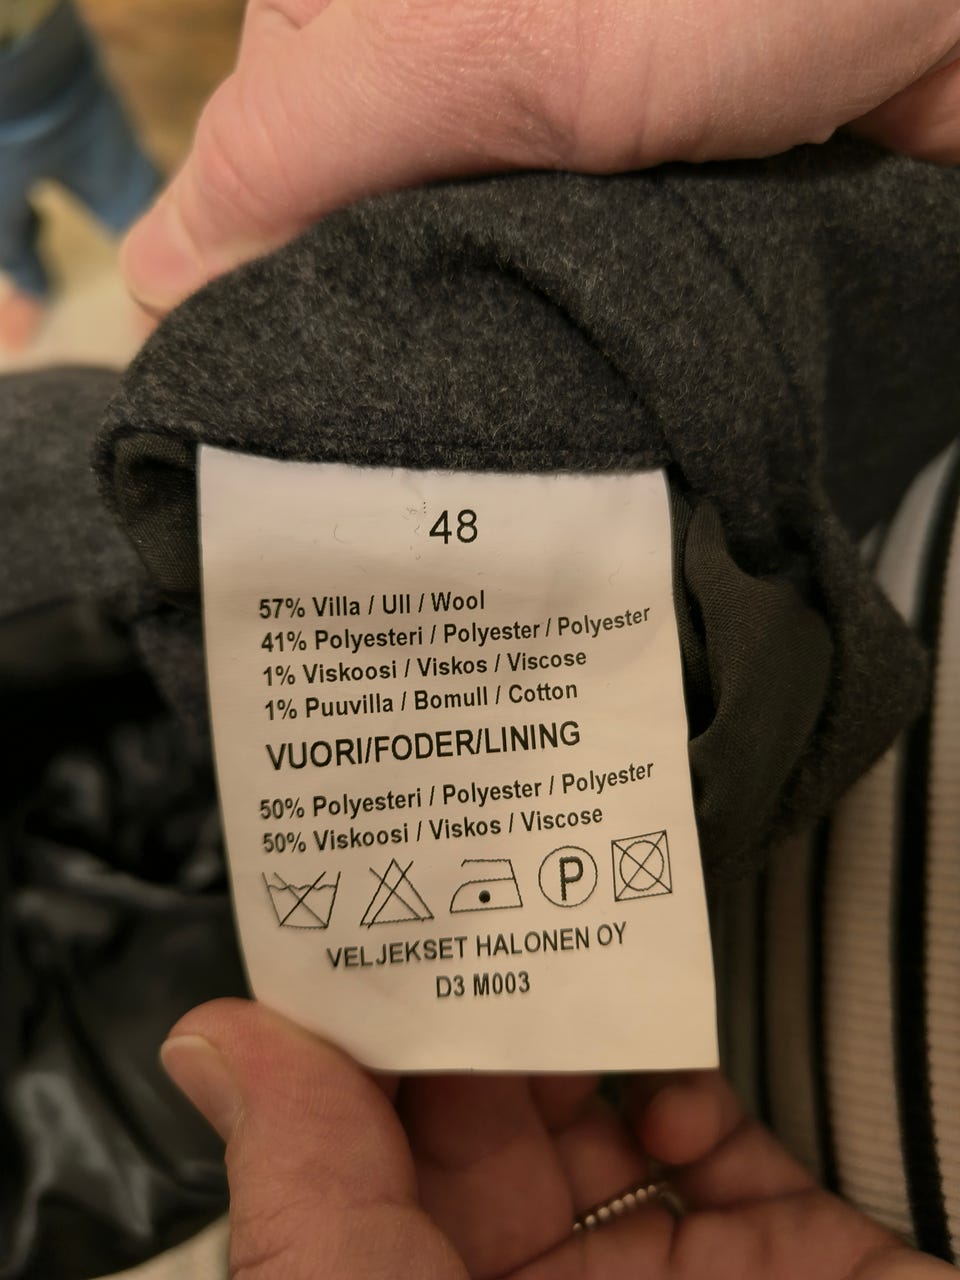 48
57% Villa / Ull / Wool
41% Polyesteri / Polyester / Polyester
1% Viskoosi / Viskos / Viscose
1% Puuvilla / Bomull / Cotton
VUORI/FODER/LINING
50% Polyesteri / Polyester / Polyester
50% Viskoosi / Viskos / Viscose
P
VELJEKSET HALONEN OY
D3 M003